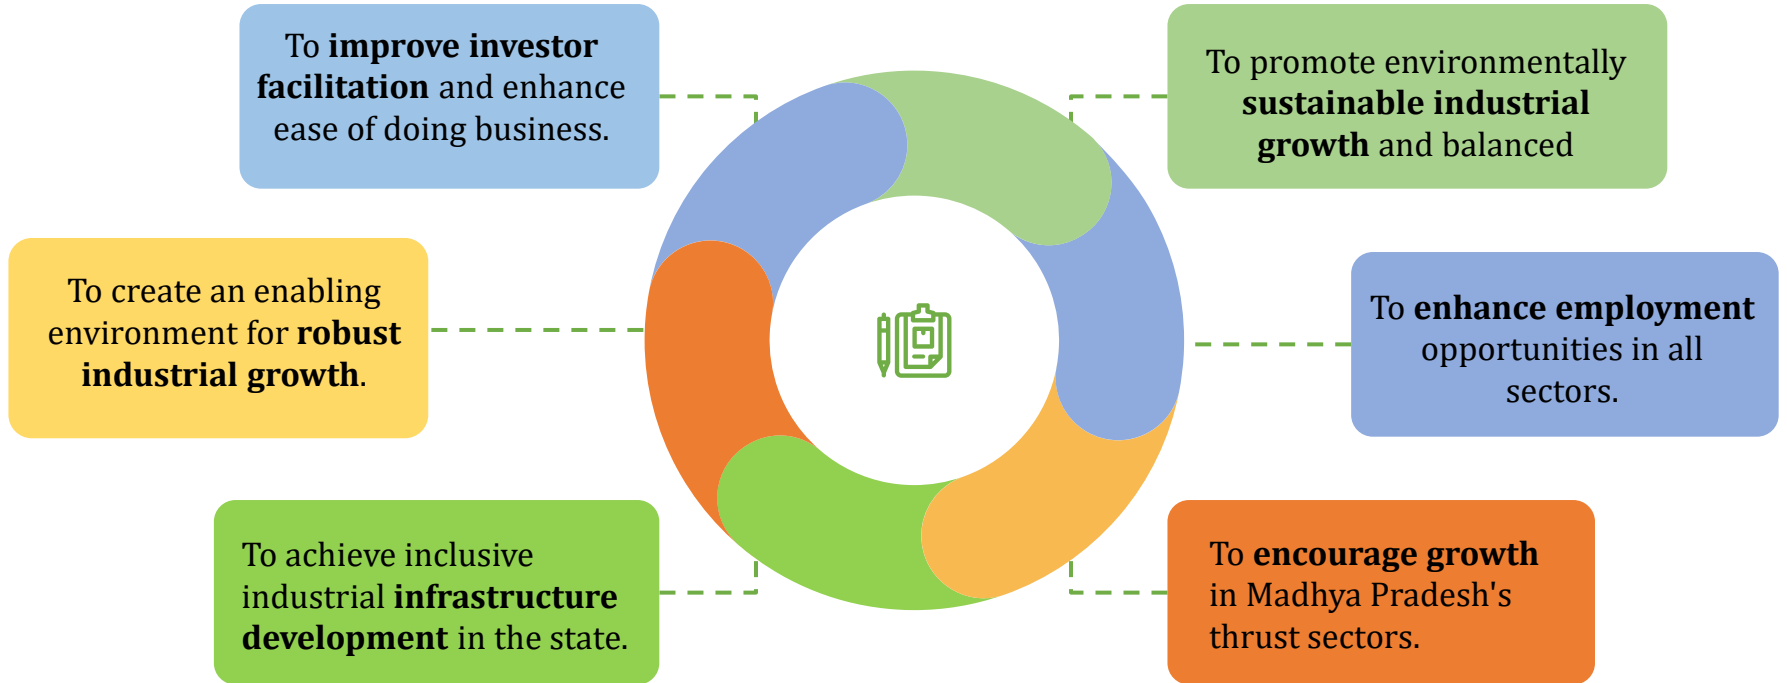 To improve investor
facilitation and enhance
ease of doing business.
To promote environmentally
sustainable industrial
growth and balanced
To create an enabling
environment for robust
industrial growth.
To enhance employment
opportunities in all
sectors.
To achieve inclusive
industrial infrastructure
development in the state.
To encourage growth
in Madhya Pradesh's
thrust sectors.